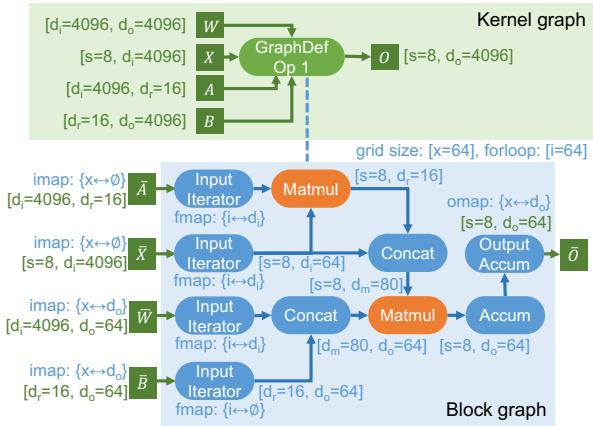 Kernel graph
[di=4096, do=4096] W
[s=8, di=4096] X
[di=4096, dr=16] A
[dr=16, do=4096] B
GraphDef
Op 1
O [s=8, do=4096]
grid size: [x=64], forloop: [i=64]
imap: {x↔∅}
[di=4096, dr=16]
Ā
Input
Iterator
fmap: {i↔di}
Matmul
[s=8, dr=16]
imap: {x↔∅}
[s=8, di=4096]
X̄
Input
Iterator
fmap: {i↔di}
[s=8, di=64]
Concat
[s=8, dm=80]
omap: {x↔do}
[s=8, do=64]
Output
Accum
Ō
imap: {x↔do}
[di=4096, do=64]
W̄
Input
Iterator
fmap: {i↔di}
Concat
[dm=80, do=64]
Matmul
[s=8, do=64]
Accum
imap: {x↔do}
[dr=16, do=64]
B̄
Input
Iterator
fmap: {i↔∅}
[dr=16, do=64]
Block graph